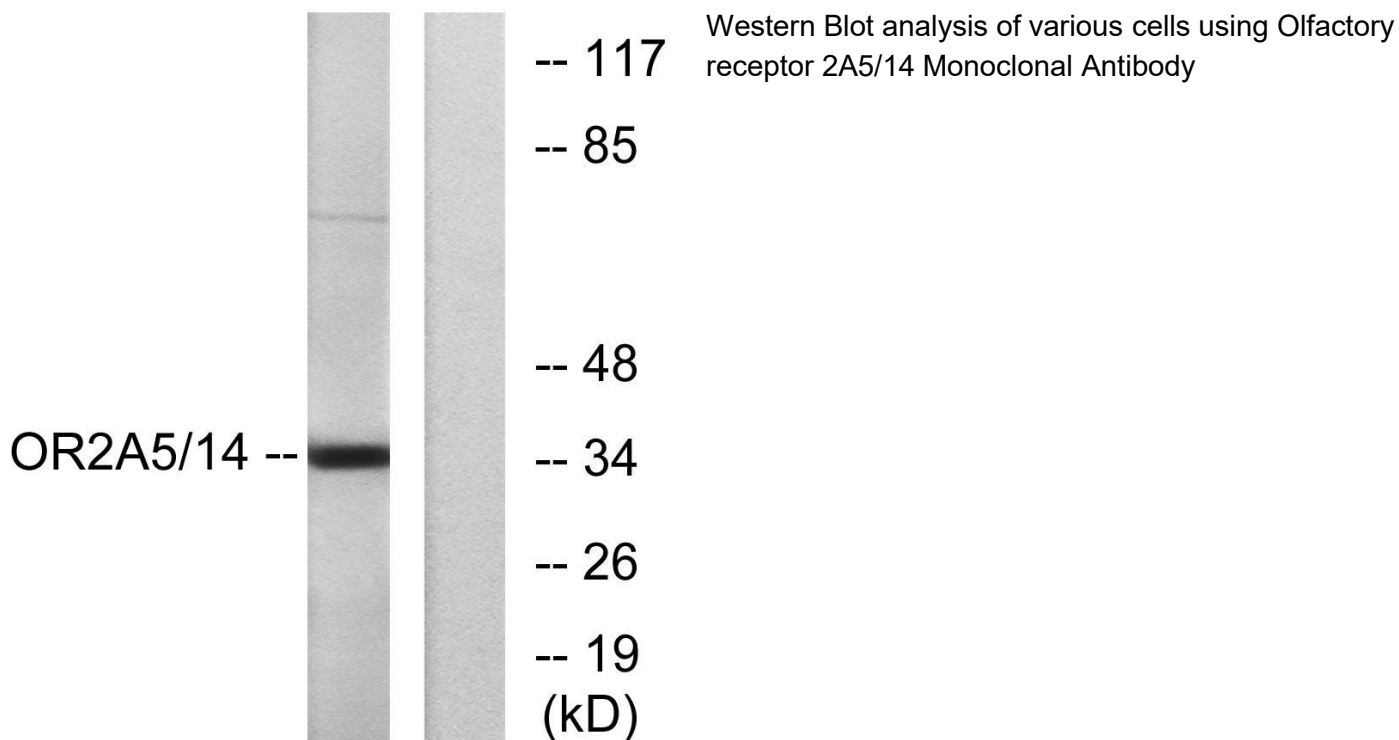 Western Blot analysis of various cells using Olfactory
receptor 2A5/14 Monoclonal Antibody
-- 117
-- 85
-- 48
OR2A5/14 --
-- 34
-- 26
-- 19
(kD)